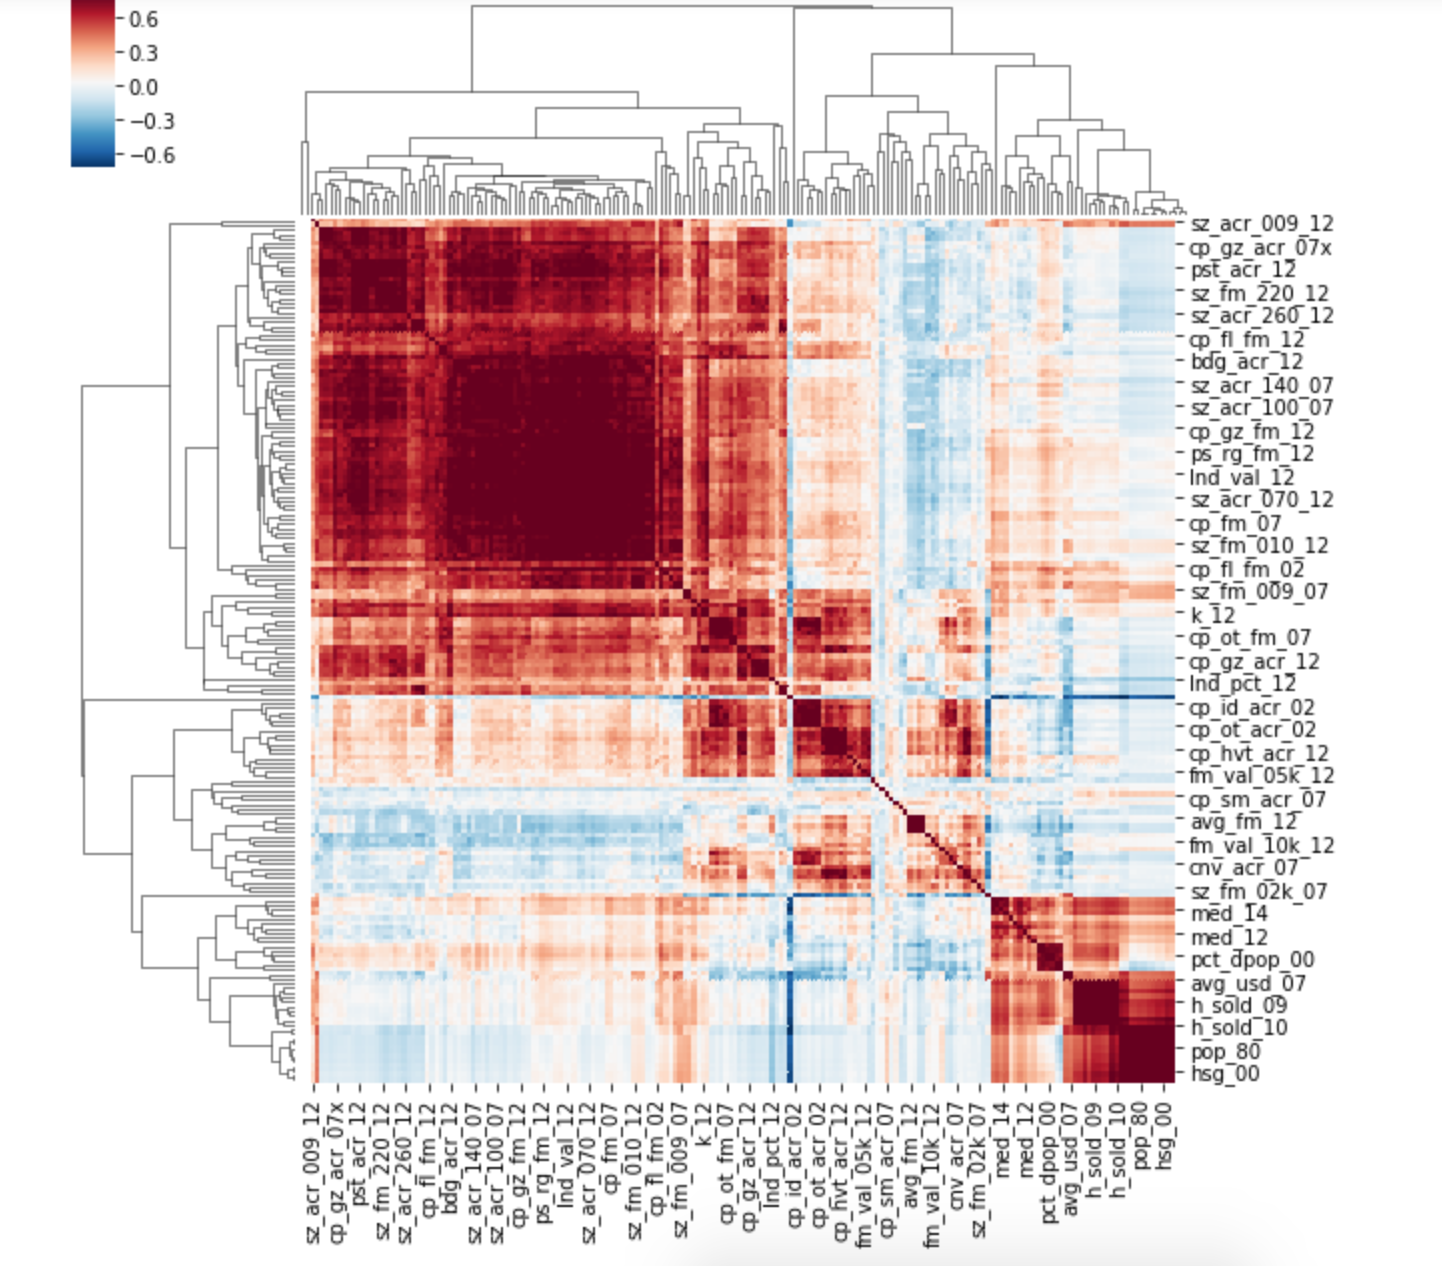 0.6
0.3
0.0
−0.3
−0.6
sz_acr_009_12
cp_gz_acr_07x
pst_acr_12
sz_fm_220_12
sz_acr_260_12
cp_fl_fm_12
bdg_acr_12
sz_acr_140_07
sz_acr_100_07
cp_gz_fm_12
ps_rg_fm_12
lnd_val_12
sz_acr_070_12
cp_fm_07
sz_fm_010_12
cp_fl_fm_02
sz_fm_009_07
k_12
cp_ot_fm_07
cp_gz_acr_12
lnd_pct_12
cp_id_acr_02
cp_ot_acr_02
cp_hvt_acr_12
fm_val_05k_12
cp_sm_acr_07
avg_fm_12
fm_val_10k_12
cnv_acr_07
sz_fm_02k_07
med_14
med_12
pct_dpop_00
avg_usd_07
h_sold_09
h_sold_10
pop_80
hsg_00
sz_acr_009_12
cp_gz_acr_07x
pst_acr_12
sz_fm_220_12
sz_acr_260_12
cp_fl_fm_12
bdg_acr_12
sz_acr_140_07
sz_acr_100_07
cp_gz_fm_12
ps_rg_fm_12
lnd_val_12
sz_acr_070_12
cp_fm_07
sz_fm_010_12
cp_fl_fm_02
sz_fm_009_07
k_12
cp_ot_fm_07
cp_gz_acr_12
lnd_pct_12
cp_id_acr_02
cp_ot_acr_02
cp_hvt_acr_12
fm_val_05k_12
cp_sm_acr_07
avg_fm_12
fm_val_10k_12
cnv_acr_07
sz_fm_02k_07
med_14
med_12
pct_dpop_00
avg_usd_07
h_sold_09
h_sold_10
pop_80
hsg_00